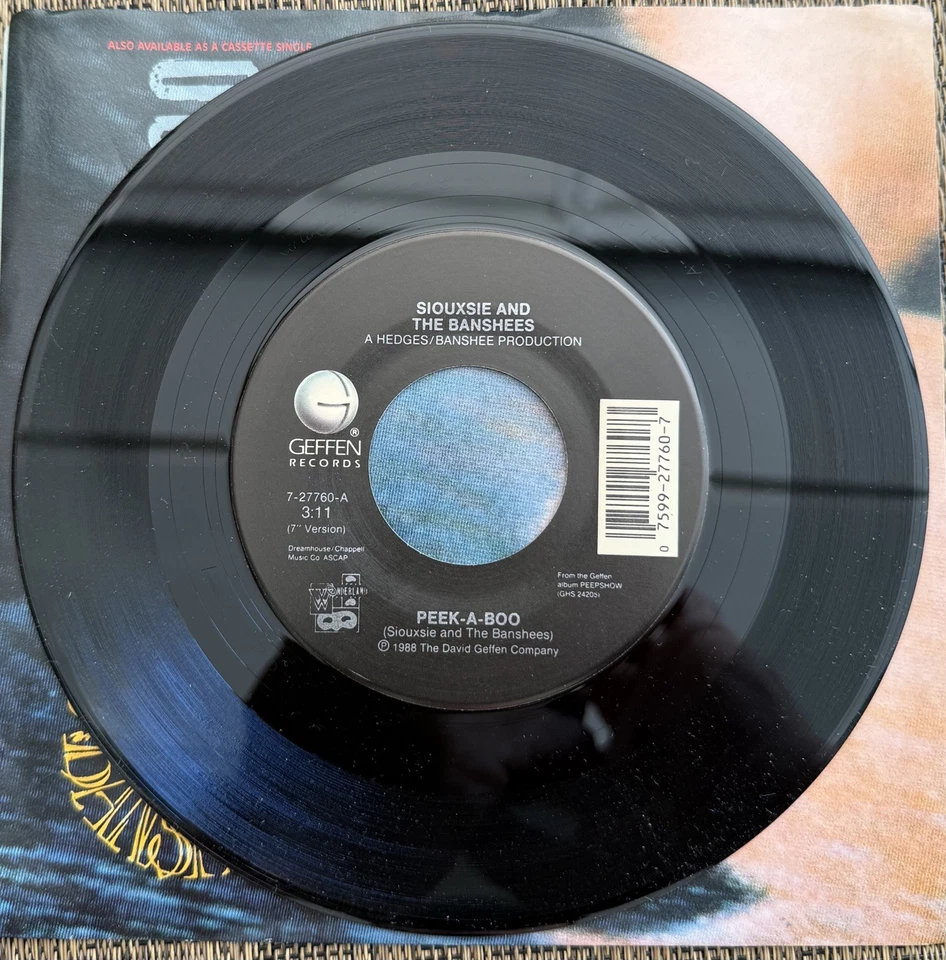 ALSO AVAILABLE AS A CASSETTE SINGLE
SIOUXSIE AND
THE BANSHEES
A HEDGES/BANSHEE PRODUCTION
GEFFEN ®
RECORDS
7-27760-A
3:11
(7" Version)
Dreamhouse/Chappell
Music Co ASCAP
WONDERLAND
0 7599-27760-7
From the Geffen
album PEEPSHOW
(GHS 24205)
PEEK-A-BOO
(Siouxsie and The Banshees)
℗ 1988 The David Geffen Company